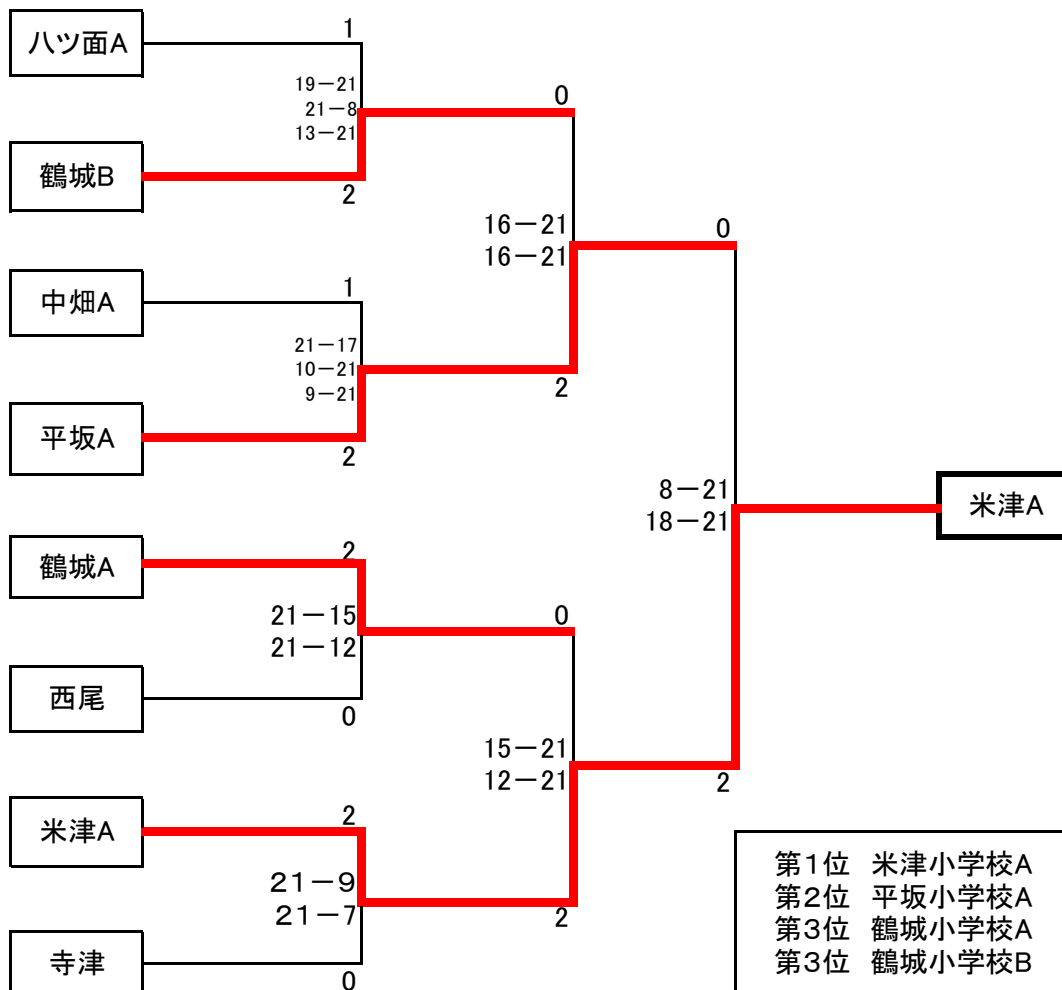 八ツ面A
1
19－21
21－8
13－21
鶴城B
2
0
16－21
16－21
中畑A
1
21－17
10－21
9－21
平坂A
2
2
0
8－21
18－21
米津A
鶴城A
2
21－15
21－12
西尾
0
0
15－21
12－21
2
米津A
2
21－9
21－7
寺津
0
2
第1位 米津小学校A
第2位 平坂小学校A
第3位 鶴城小学校A
第3位 鶴城小学校B